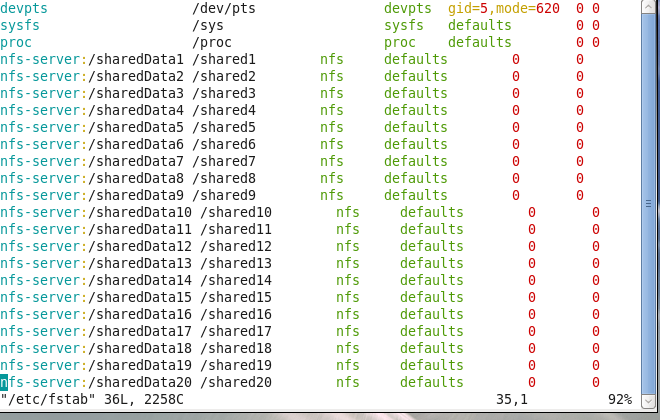 devpts /dev/pts devpts gid=5,mode=620 0 0
sysfs /sys sysfs defaults 0 0
proc /proc proc defaults 0 0
nfs-server:/sharedData1 /shared1 nfs defaults 0 0
nfs-server:/sharedData2 /shared2 nfs defaults 0 0
nfs-server:/sharedData3 /shared3 nfs defaults 0 0
nfs-server:/sharedData4 /shared4 nfs defaults 0 0
nfs-server:/sharedData5 /shared5 nfs defaults 0 0
nfs-server:/sharedData6 /shared6 nfs defaults 0 0
nfs-server:/sharedData7 /shared7 nfs defaults 0 0
nfs-server:/sharedData8 /shared8 nfs defaults 0 0
nfs-server:/sharedData9 /shared9 nfs defaults 0 0
nfs-server:/sharedData10 /shared10 nfs defaults 0 0
nfs-server:/sharedData11 /shared11 nfs defaults 0 0
nfs-server:/sharedData12 /shared12 nfs defaults 0 0
nfs-server:/sharedData13 /shared13 nfs defaults 0 0
nfs-server:/sharedData14 /shared14 nfs defaults 0 0
nfs-server:/sharedData15 /shared15 nfs defaults 0 0
nfs-server:/sharedData16 /shared16 nfs defaults 0 0
nfs-server:/sharedData17 /shared17 nfs defaults 0 0
nfs-server:/sharedData18 /shared18 nfs defaults 0 0
nfs-server:/sharedData19 /shared19 nfs defaults 0 0
nfs-server:/sharedData20 /shared20 nfs defaults 0 0
"/etc/fstab" 36L, 2258C 35,1 92%